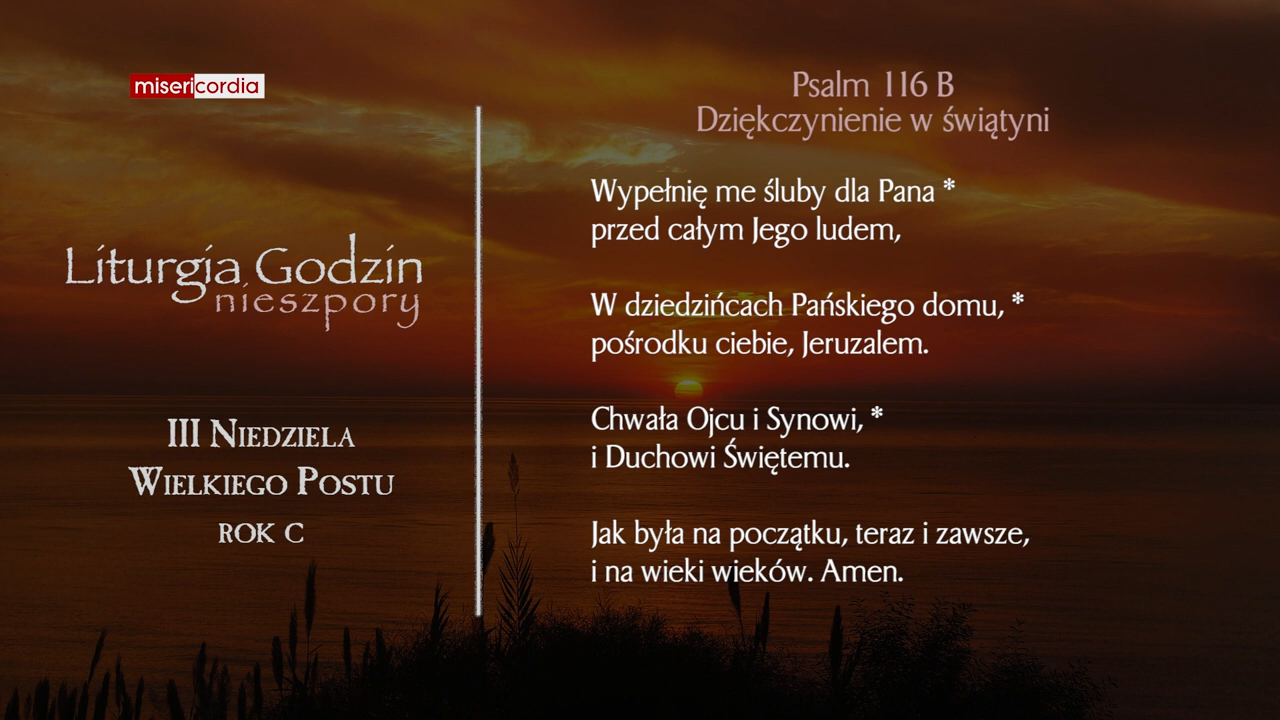 misericordia
Liturgia Godzin
nieszpory
III Niedziela
Wielkiego Postu
rok C
Psalm 116 B
Dziękczynienie w świątyni
Wypełnię me śluby dla Pana *
przed całym Jego ludem,
W dziedzińcach Pańskiego domu, *
pośrodku ciebie, Jeruzalem.
Chwała Ojcu i Synowi, *
i Duchowi Świętemu.
Jak była na początku, teraz i zawsze,
i na wieki wieków. Amen.